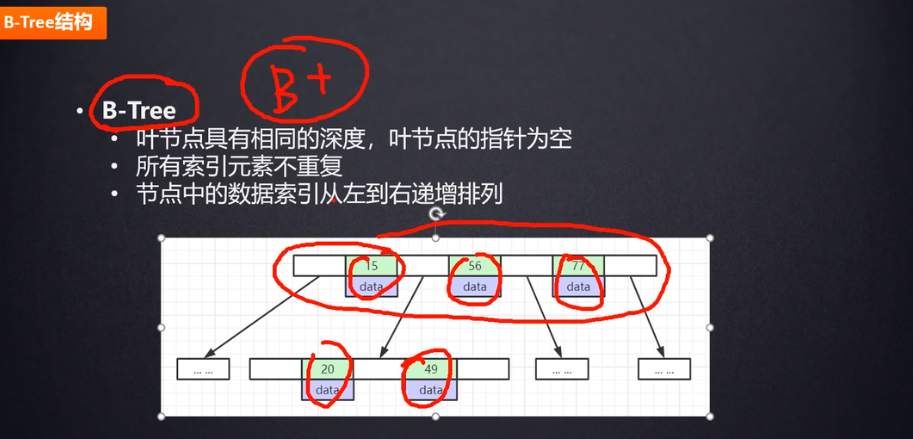 B-Tree结构
B+
B-Tree
叶节点具有相同的深度，叶节点的指针为空
所有索引元素不重复
节点中的数据索引从左到右递增排列
15 56 77
data data data
... ... 20 49 ... ... ... ...
data data